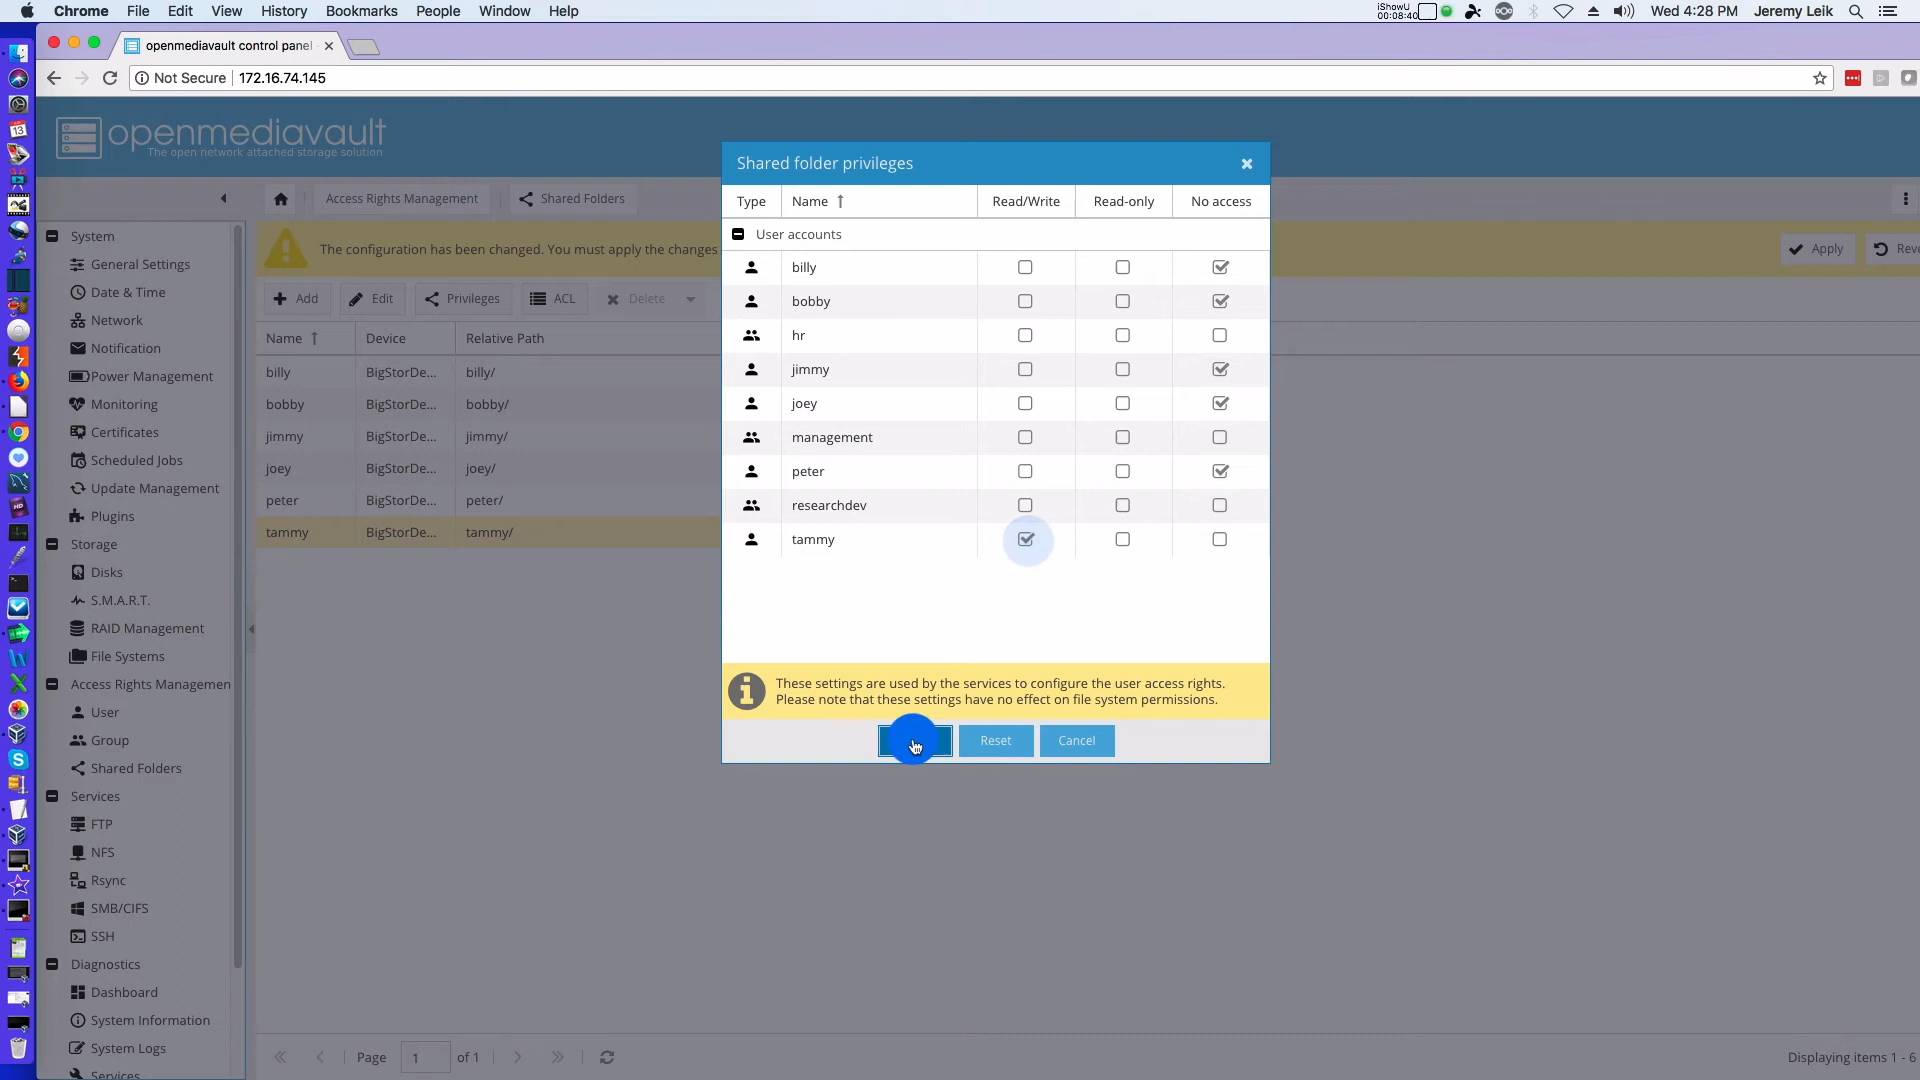 Chrome File Edit View History Bookmarks People Window Help
iShowU
00:08:40
Wed 4:28 PM Jeremy Leik
openmediavault control panel
Not Secure 172.16.74.145
openmediavault
The open network attached storage solution
Access Rights Management Shared Folders
The configuration has been changed. You must apply the changes
Apply Reve
Add Edit Privileges ACL Delete
Name Device Relative Path
billy BigStorDe... billy/
bobby BigStorDe... bobby/
jimmy BigStorDe... jimmy/
joey BigStorDe... joey/
peter BigStorDe... peter/
tammy BigStorDe... tammy/
System
General Settings
Date & Time
Network
Notification
Power Management
Monitoring
Certificates
Scheduled Jobs
Update Management
Plugins
Storage
Disks
S.M.A.R.T.
RAID Management
File Systems
Access Rights Managemen
User
Group
Shared Folders
Services
FTP
NFS
Rsync
SMB/CIFS
SSH
Diagnostics
Dashboard
System Information
System Logs
Services
Shared folder privileges
Type Name Read/Write Read-only No access
User accounts
billy
bobby
hr
jimmy
joey
management
peter
researchdev
tammy
These settings are used by the services to configure the user access rights.
Please note that these settings have no effect on file system permissions.
Reset Cancel
Page 1 of 1
Displaying items 1 - 6